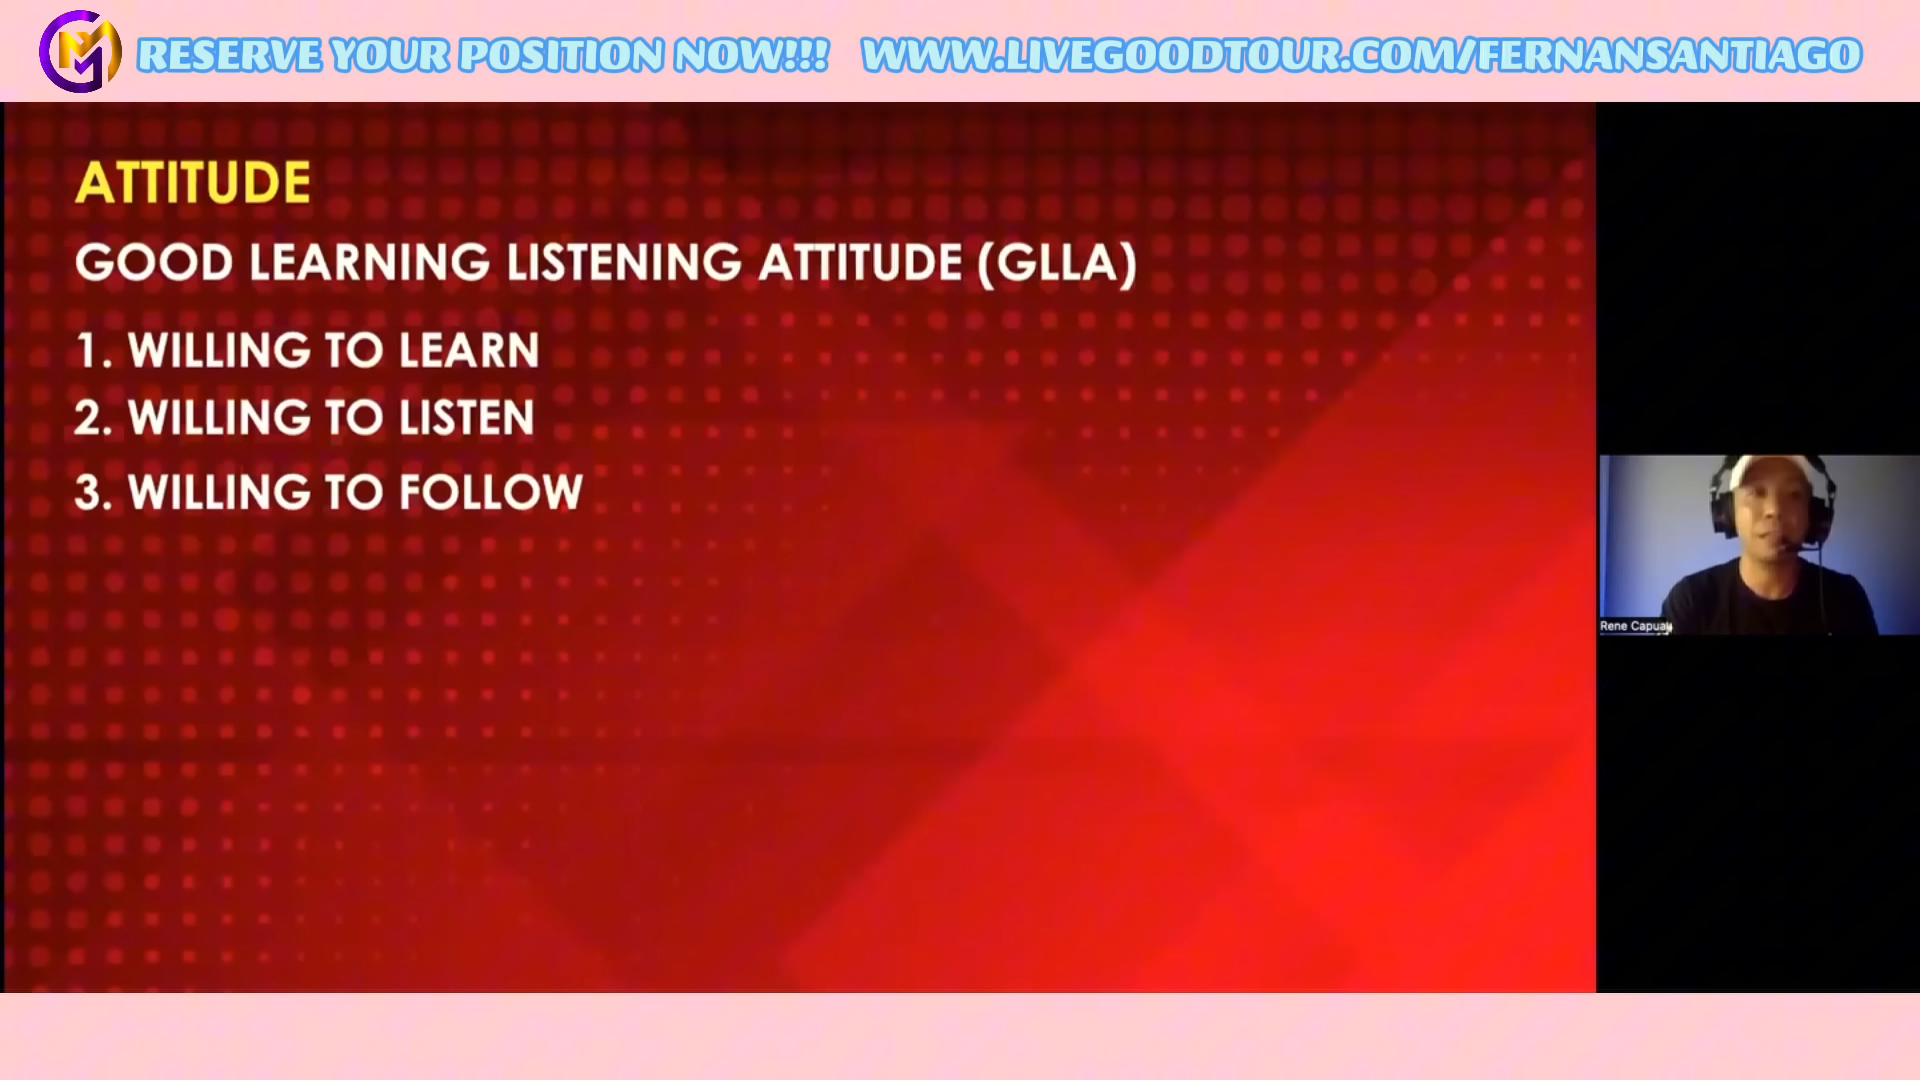 RESERVE YOUR POSITION NOW!!! WWW.LIVEGOODTOUR.COM/FERNANSANTIAGO
ATTITUDE
GOOD LEARNING LISTENING ATTITUDE (GLLA)
1. WILLING TO LEARN
2. WILLING TO LISTEN
3. WILLING TO FOLLOW
Rene